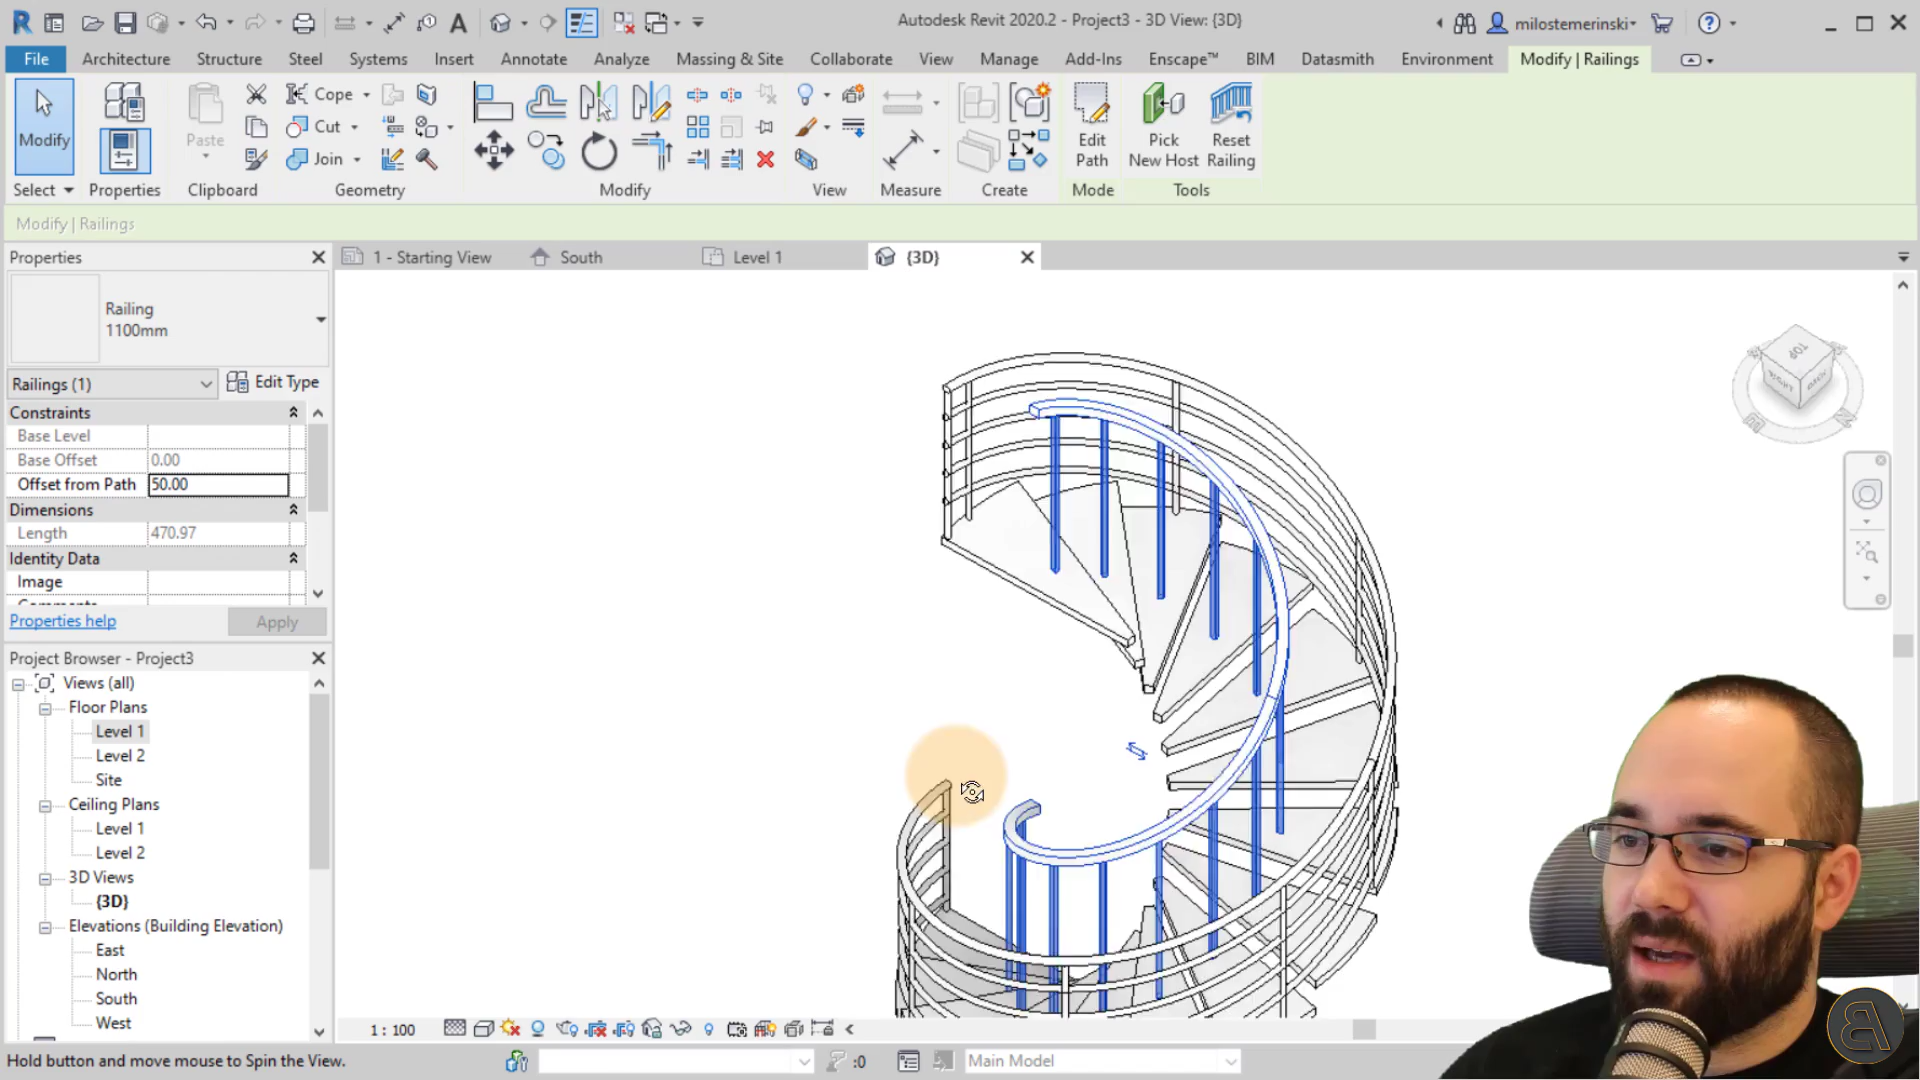 Autodesk Revit 2020.2 - Project3 - 3D View: {3D}
milostemerinski
File Architecture Structure Steel Systems Insert Annotate Analyze Massing & Site Collaborate View Manage Add-Ins Enscape™ BIM Datasmith Environment Modify | Railings
Modify
Paste
Cope
Cut
Join
Edit Path
Pick New Host
Reset Railing
Select Properties Clipboard Geometry Modify View Measure Create Mode Tools
Modify | Railings
Properties
1 - Starting View South Level 1 {3D}
Railing
1100mm
Railings (1) Edit Type
Constraints
Base Level
Base Offset 0.00
Offset from Path 50.00
Dimensions
Length 470.97
Identity Data
Image
Properties help Apply
Project Browser - Project3
Views (all)
Floor Plans
Level 1
Level 2
Site
Ceiling Plans
Level 1
Level 2
3D Views
{3D}
Elevations (Building Elevation)
East
North
South
West
TOP
RIGHT
BACK
1 : 100
Hold button and move mouse to Spin the View.
:0
Main Model